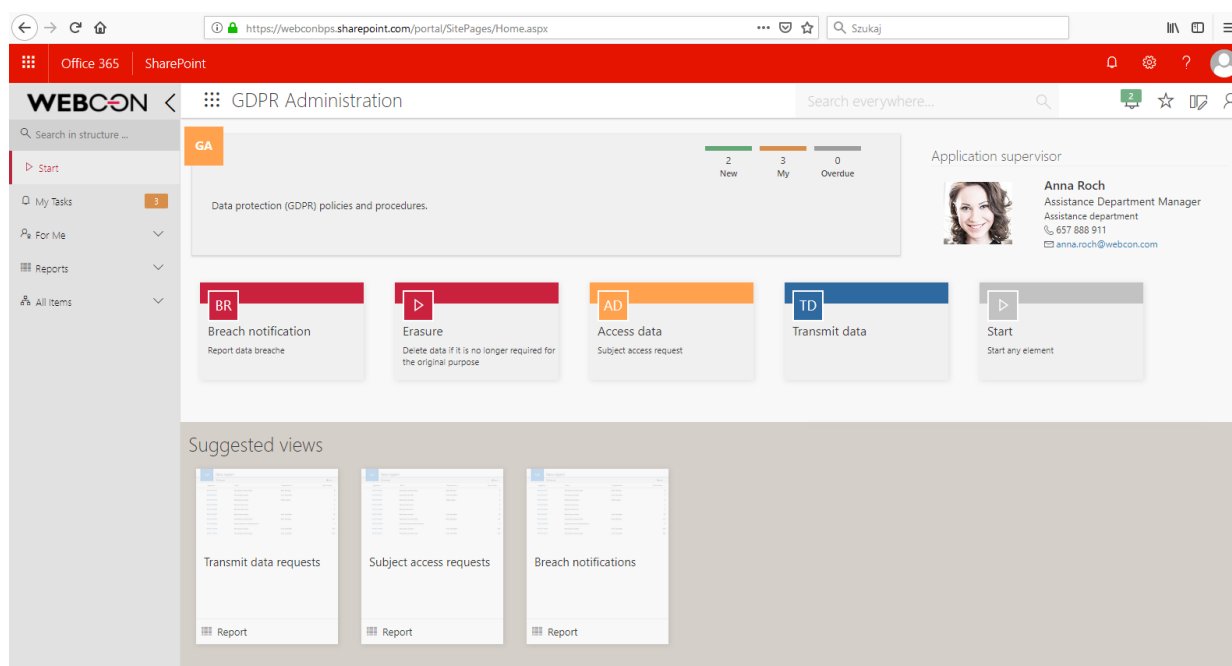 https://webconbps.sharepoint.com/portal/SitePages/Home.aspx
Szukaj
Office 365
SharePoint
WEBCON
GDPR Administration
Search everywhere...
2
Search in structure ...
Start
My Tasks
3
For Me
Reports
All Items
GA
2
New
3
My
0
Overdue
Data protection (GDPR) policies and procedures.
Application supervisor
Anna Roch
Assistance Department Manager
Assistance department
657 888 911
anna.roch@webcon.com
BR
Breach notification
Report data breache
Erasure
Delete data if it is no longer required for
the original purpose
AD
Access data
Subject access request
TD
Transmit data
Start
Start any element
Suggested views
Transmit data requests
Report
Subject access requests
Report
Breach notifications
Report